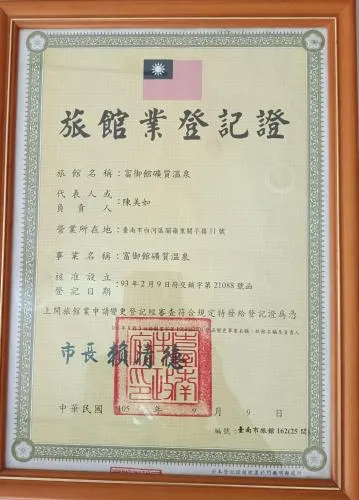 旅館業登記證
旅館名稱：富御館礦質溫泉
代表人或
負責人：陳美如
營業所在地：臺南市白河區關嶺里關子嶺11號
事業名稱：富御館礦質溫泉
核准設立
登記日期：93年2月9日府交鎮字第21088號函
上開旅館業申請變更登記經審查符合規定特發給登記證為憑
市長賴清德
中華民國105年9月9日
編號：臺南市旅館162(25間